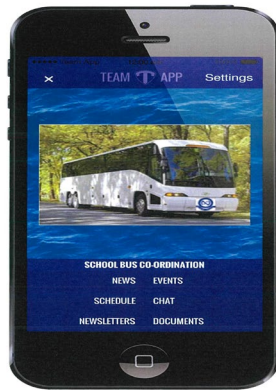 × TEAM T APP Settings
SCHOOL BUS CO-ORDINATION
NEWS EVENTS
SCHEDULE CHAT
NEWSLETTERS DOCUMENTS